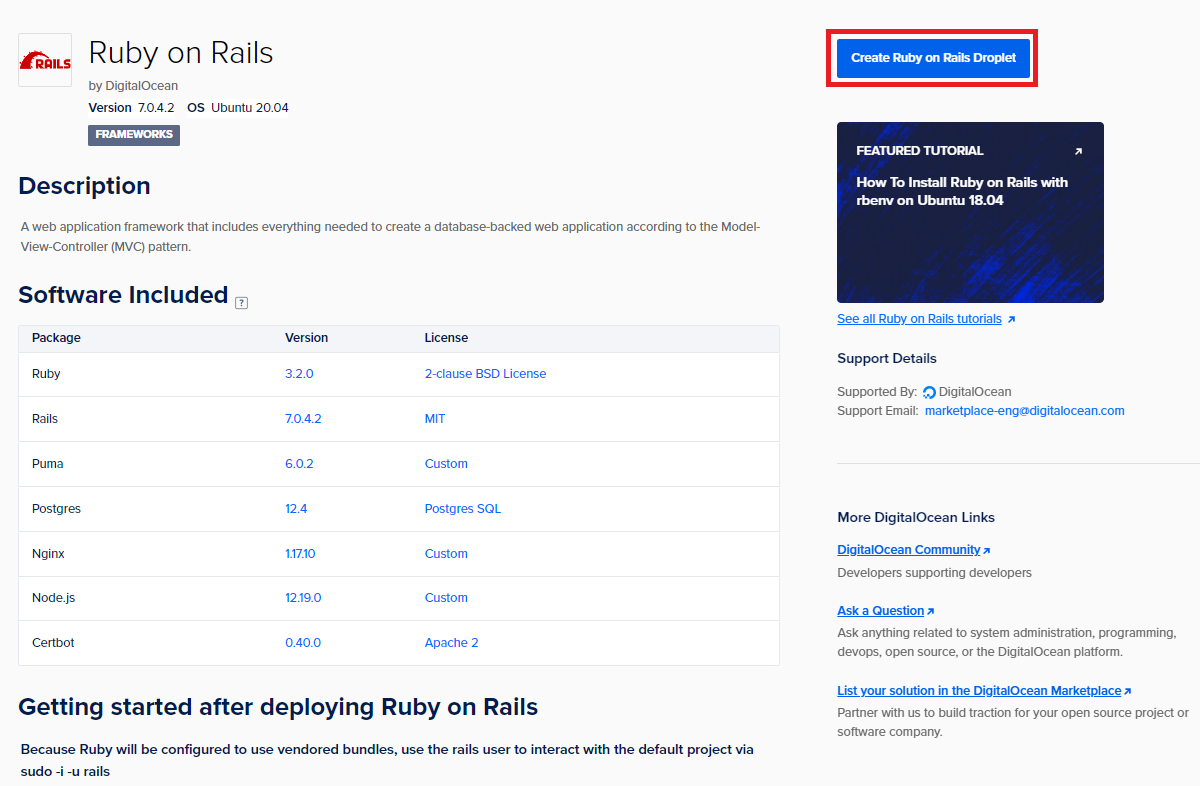 RAILS
Ruby on Rails
by DigitalOcean
Version 7.0.4.2 OS Ubuntu 20.04
FRAMEWORKS
Description
A web application framework that includes everything needed to create a database-backed web application according to the Model-
View-Controller (MVC) pattern.
Software Included ?
Package Version License
Ruby 3.2.0 2-clause BSD License
Rails 7.0.4.2 MIT
Puma 6.0.2 Custom
Postgres 12.4 Postgres SQL
Nginx 1.17.10 Custom
Node.js 12.19.0 Custom
Certbot 0.40.0 Apache 2
Getting started after deploying Ruby on Rails
Because Ruby will be configured to use vendored bundles, use the rails user to interact with the default project via
sudo -i -u rails
Create Ruby on Rails Droplet
FEATURED TUTORIAL
How To Install Ruby on Rails with
rbenv on Ubuntu 18.04
See all Ruby on Rails tutorials
Support Details
Supported By: DigitalOcean
Support Email: marketplace-eng@digitalocean.com
More DigitalOcean Links
DigitalOcean Community
Developers supporting developers
Ask a Question
Ask anything related to system administration, programming,
devops, open source, or the DigitalOcean platform.
List your solution in the DigitalOcean Marketplace
Partner with us to build traction for your open source project or
software company.